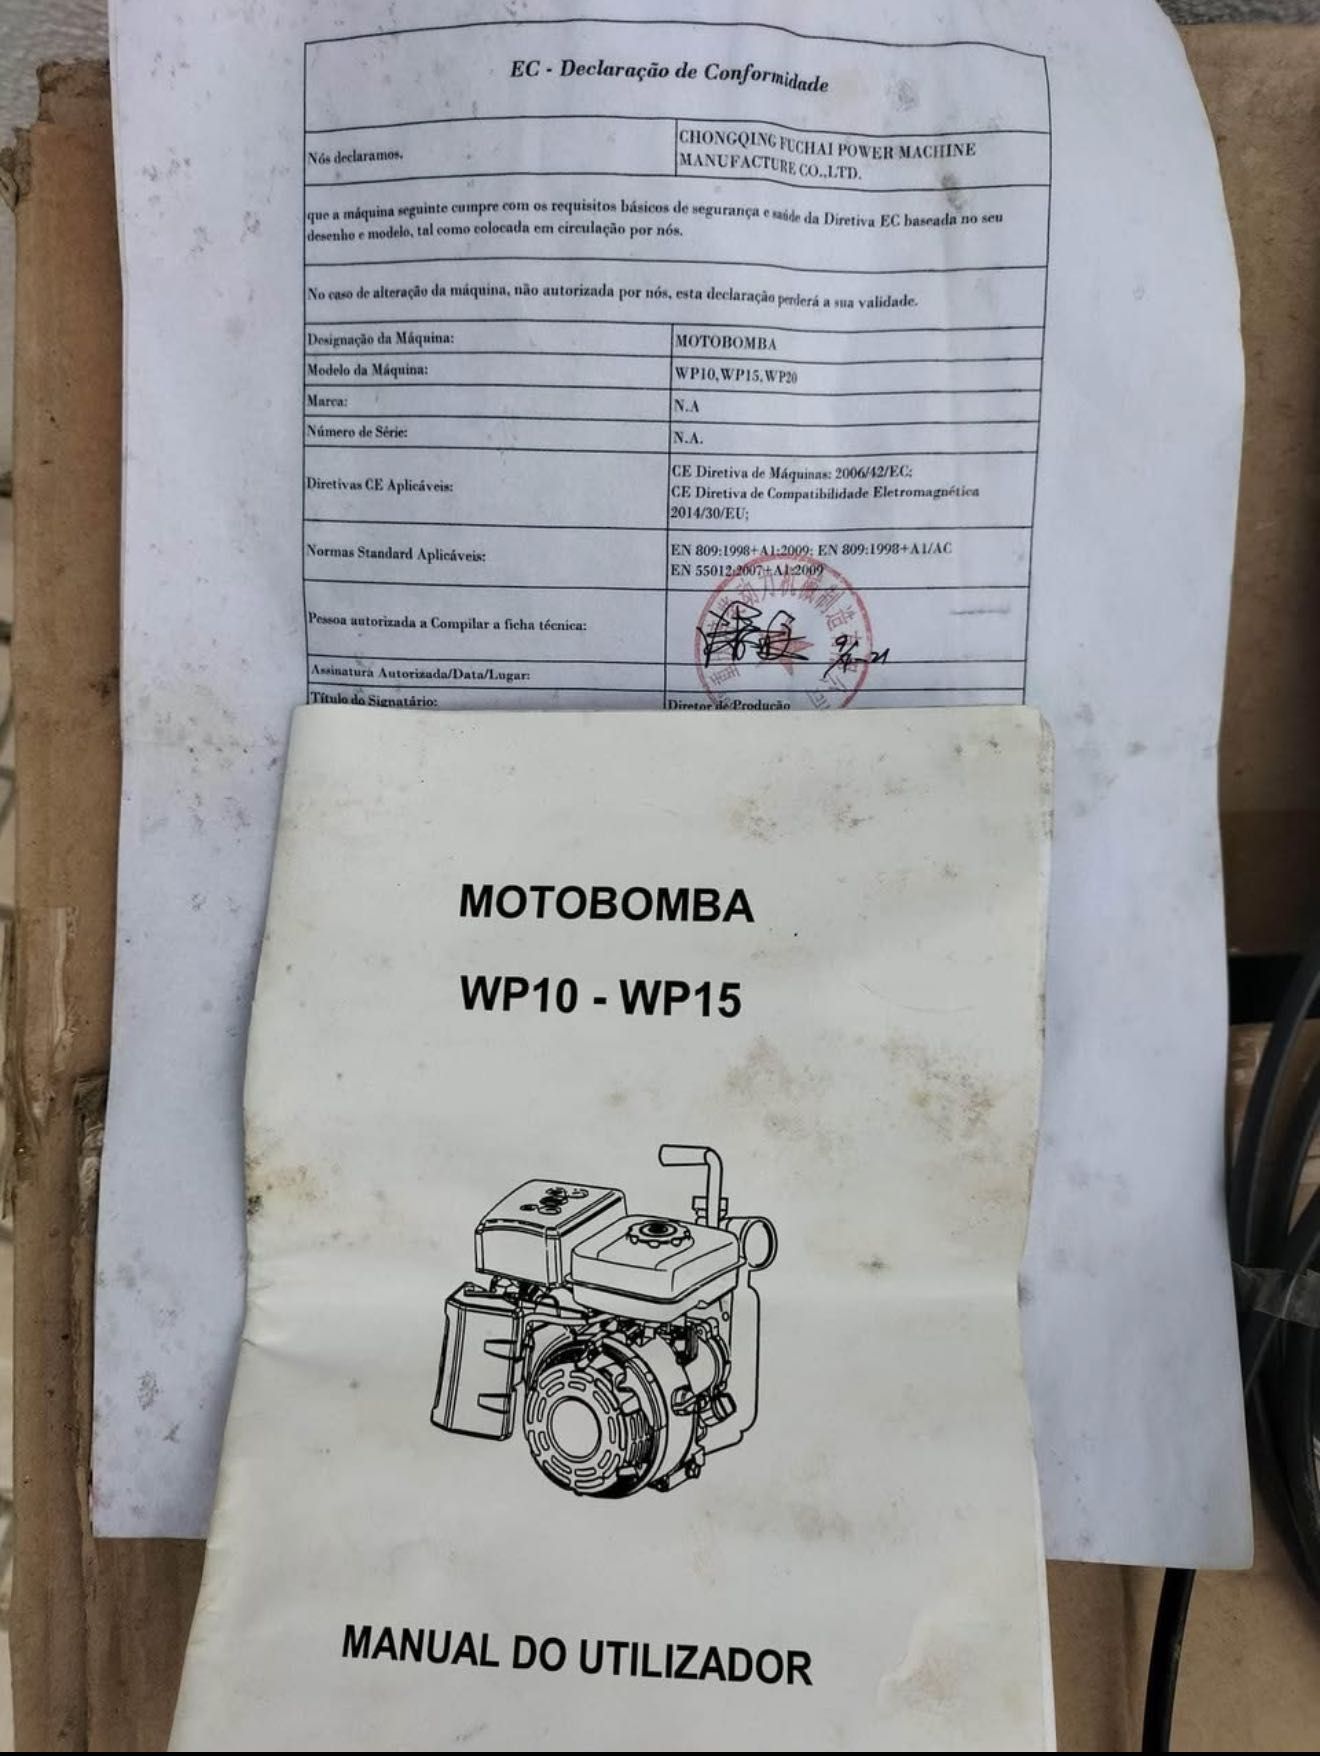 EC - Declaração de Conformidade
Nós declaramos,
CHONGQING FUCHAI POWER MACHINE
MANUFACTURE CO.,LTD.
que a máquina seguinte cumpre com os requisitos básicos de segurança e saúde da Diretiva EC baseada no seu
desenho e modelo, tal como colocada em circulação por nós.
No caso de alteração da máquina, não autorizada por nós, esta declaração perderá a sua validade.
Designação da Máquina:
MOTOBOMBA
Modelo da Máquina:
WP10, WP15, WP20
Marca:
N.A
Número de Série:
N.A.
Diretivas CE Aplicáveis:
CE Diretiva de Máquinas: 2006/42/EC;
CE Diretiva de Compatibilidade Eletromagnética
2014/30/EU;
Normas Standard Aplicáveis:
EN 809:1998+A1:2009; EN 809:1998+A1/AC
EN 55012:2007+A1:2009
Pessoa autorizada a Compilar a ficha técnica:
动力机械制造
Assinatura Autorizada/Data/Lugar:
Título do Signatário:
Diretor de Produção
MOTOBOMBA
WP10 - WP15
MANUAL DO UTILIZADOR